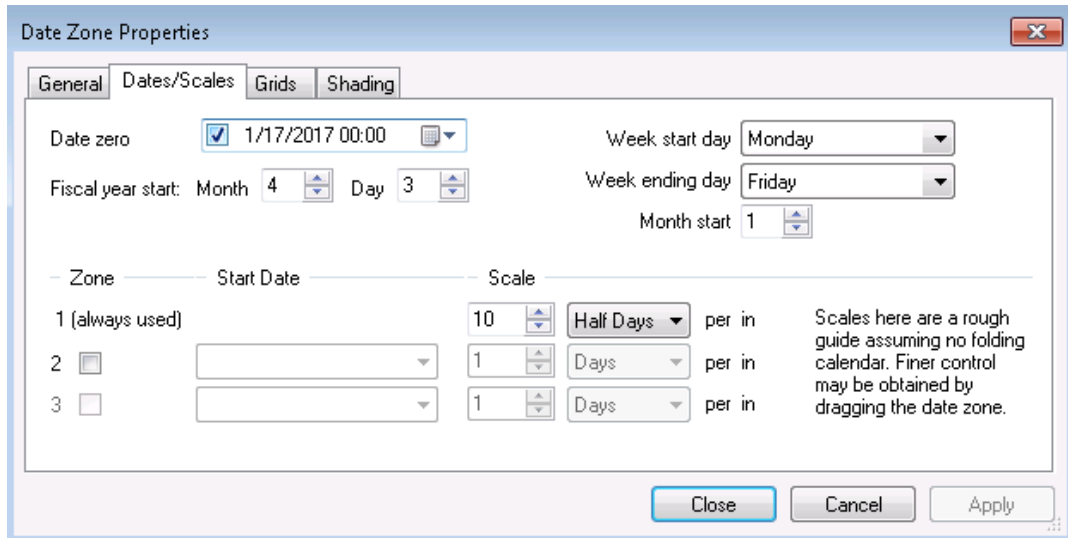 Date Zone Properties
General Dates/Scales Grids Shading
Date zero 1/17/2017 00:00 Week start day Monday
Fiscal year start: Month 4 Day 3 Week ending day Friday
Month start 1
Zone Start Date Scale
1 (always used) 10 Half Days per in
2 1 Days per in
3 1 Days per in
Scales here are a rough
guide assuming no folding
calendar. Finer control
may be obtained by
dragging the date zone.
Close Cancel Apply